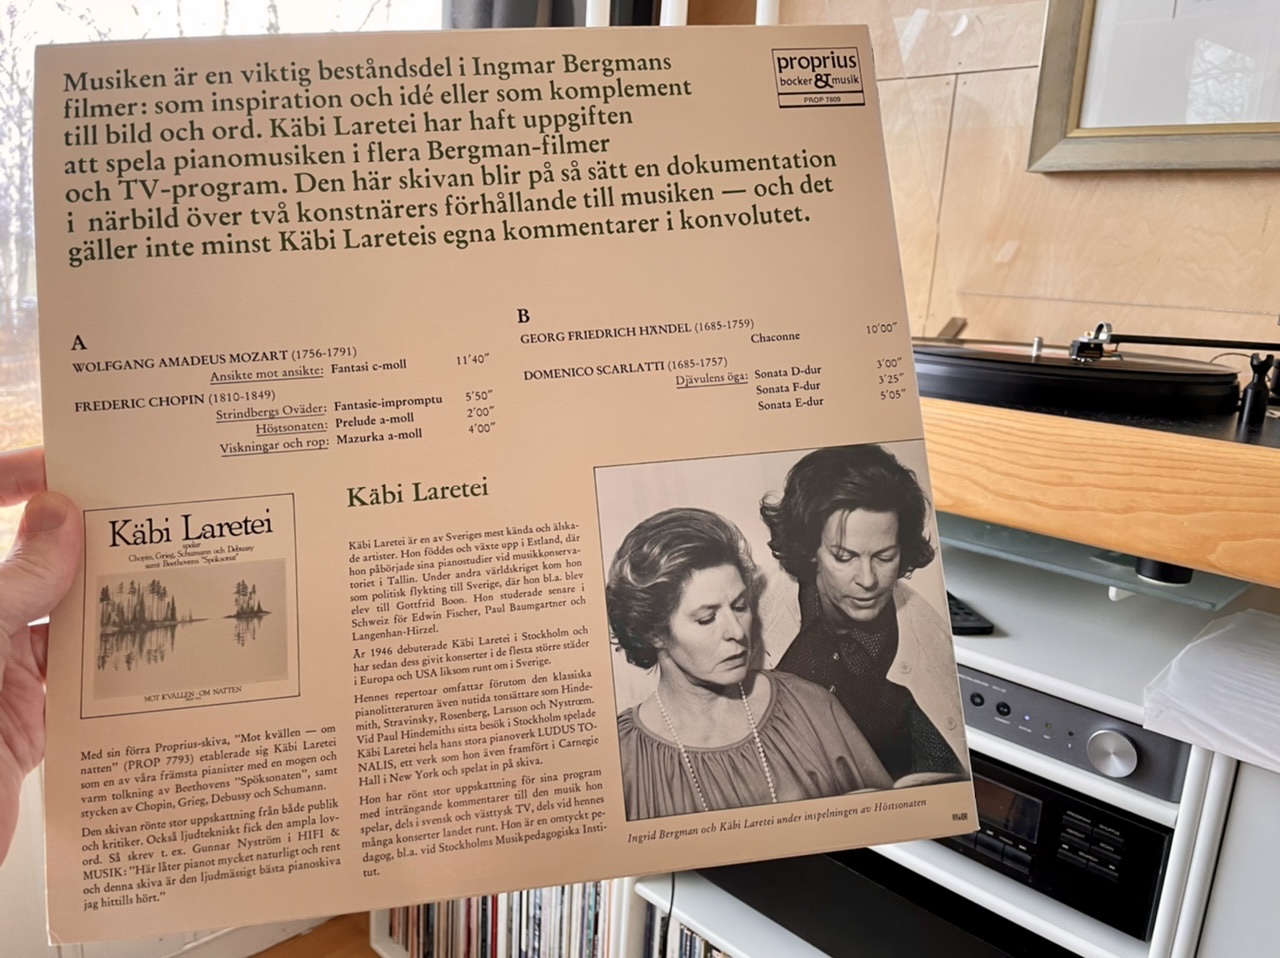 Musiken är en viktig beståndsdel i Ingmar Bergmans
filmer: som inspiration och idé eller som komplement
till bild och ord. Käbi Laretei har haft uppgiften
att spela pianomusiken i flera Bergman-filmer
och TV-program. Den här skivan blir på så sätt en dokumentation
i närbild över två konstnärers förhållande till musiken — och det
gäller inte minst Käbi Lareteis egna kommentarer i konvolutet.
proprius
böcker & musik
PROP 7809
A
WOLFGANG AMADEUS MOZART (1756-1791)
Ansikte mot ansikte: Fantasi c-moll 11'40"
FREDERIC CHOPIN (1810-1849)
Strindbergs Oväder: Fantasie-impromptu 5'50"
Höstsonaten: Prelude a-moll 2'00"
Viskningar och rop: Mazurka a-moll 4'00"
B
GEORG FRIEDRICH HÄNDEL (1685-1759)
Chaconne 10'00"
DOMENICO SCARLATTI (1685-1757)
Djävulens öga: Sonata D-dur 3'00"
Sonata F-dur 3'25"
Sonata E-dur 5'05"
Käbi Laretei
spelar
Chopin, Grieg, Schumann och Debussy
samt Beethovens "Spöksonat"
MOT KVÄLLEN - OM NATTEN
Med sin förra Proprius-skiva, "Mot kvällen — om
natten" (PROP 7793) etablerade sig Käbi Laretei
som en av våra främsta pianister med en mogen och
varm tolkning av Beethovens "Spöksonaten", samt
stycken av Chopin, Grieg, Debussy och Schumann.
Den skivan rönte stor uppskattning från både publik
och kritiker. Också ljudtekniskt fick den ampla lov-
ord. Så skrev t. ex. Gunnar Nyström i HIFI &
MUSIK: "Här låter pianot mycket naturligt och rent
och denna skiva är den ljudmässigt bästa pianoskiva
jag hittills hört."
Käbi Laretei
Käbi Laretei är en av Sveriges mest kända och älska-
de artister. Hon föddes och växte upp i Estland, där
hon påbörjade sina pianostudier vid musikkonserva-
toriet i Tallin. Under andra världskriget kom hon
som politisk flykting till Sverige, där hon bl.a. blev
elev till Gottfrid Boon. Hon studerade senare i
Schweiz för Edwin Fischer, Paul Baumgartner och
Langenhan-Hirzel.
År 1946 debuterade Käbi Laretei i Stockholm och
har sedan dess givit konserter i de flesta större städer
i Europa och USA liksom runt om i Sverige.
Hennes repertoar omfattar förutom den klassiska
pianolitteraturen även nutida tonsättare som Hinde-
mith, Stravinsky, Rosenberg, Larsson och Nystrœm.
Vid Paul Hindemiths sista besök i Stockholm spelade
Käbi Laretei hela hans stora pianoverk LUDUS TO-
NALIS, ett verk som hon även framfört i Carnegie
Hall i New York och spelat in på skiva.
Hon har rönt stor uppskattning för sina program
med inträngande kommentarer till den musik hon
spelar, dels i svensk och västtysk TV, dels vid hennes
många konserter landet runt. Hon är en omtyckt pe-
dagog, bl.a. vid Stockholms Musikpedagogiska Insti-
tut.
Ingrid Bergman och Käbi Laretei under inspelningen av Höstsonaten